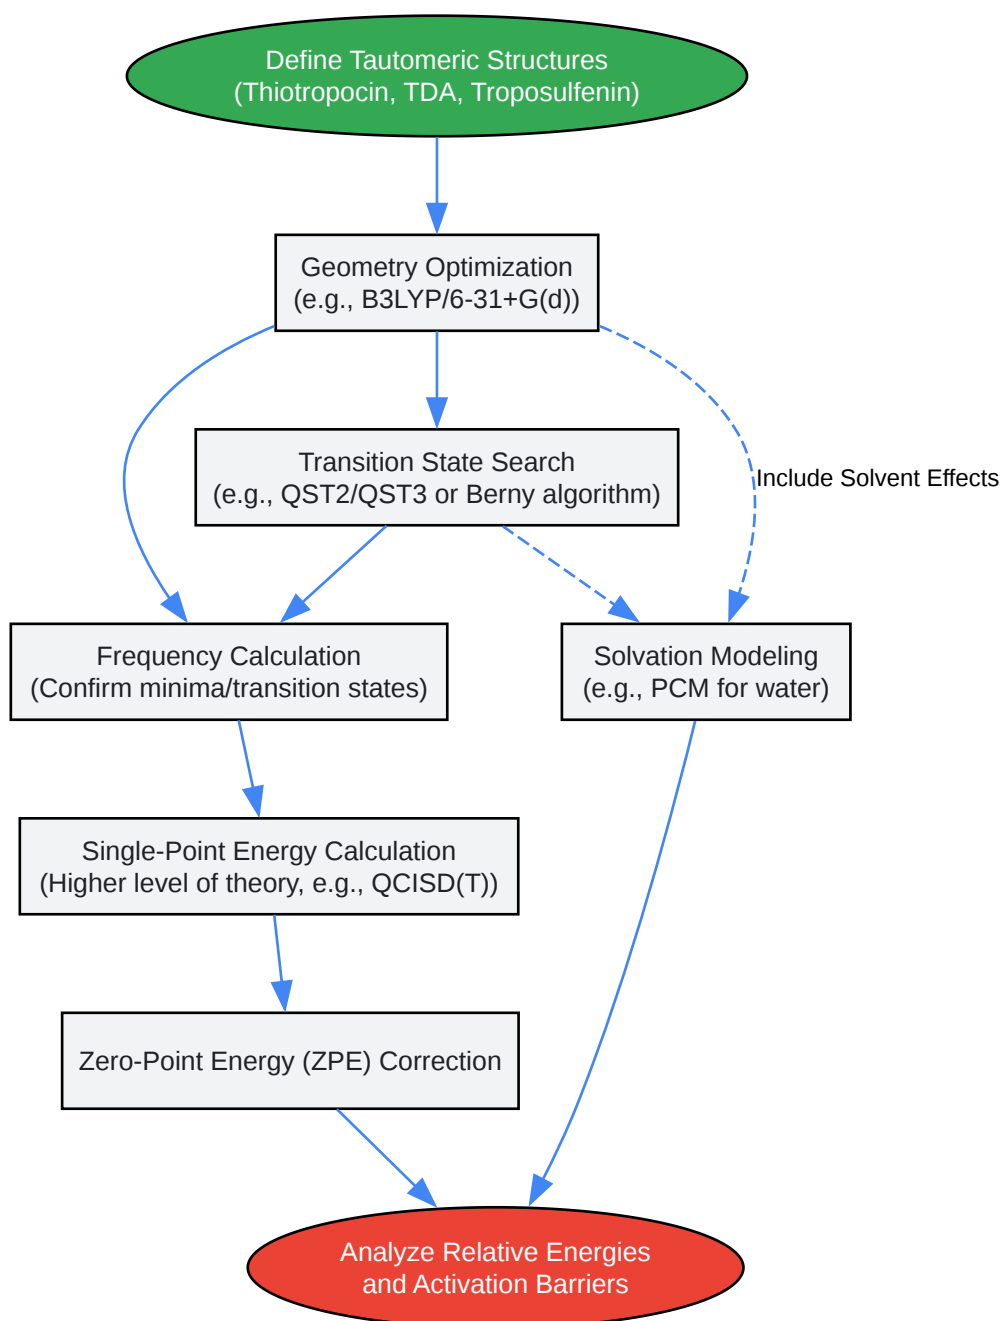 Define Tautomeric Structures
(Thiotropocin, TDA, Troposulfenin)
Geometry Optimization
(e.g., B3LYP/6-31+G(d))
Transition State Search
(e.g., QST2/QST3 or Berny algorithm)
Include Solvent Effects
Frequency Calculation
(Confirm minima/transition states)
Solvation Modeling
(e.g., PCM for water)
Single-Point Energy Calculation
(Higher level of theory, e.g., QCISD(T))
Zero-Point Energy (ZPE) Correction
Analyze Relative Energies
and Activation Barriers